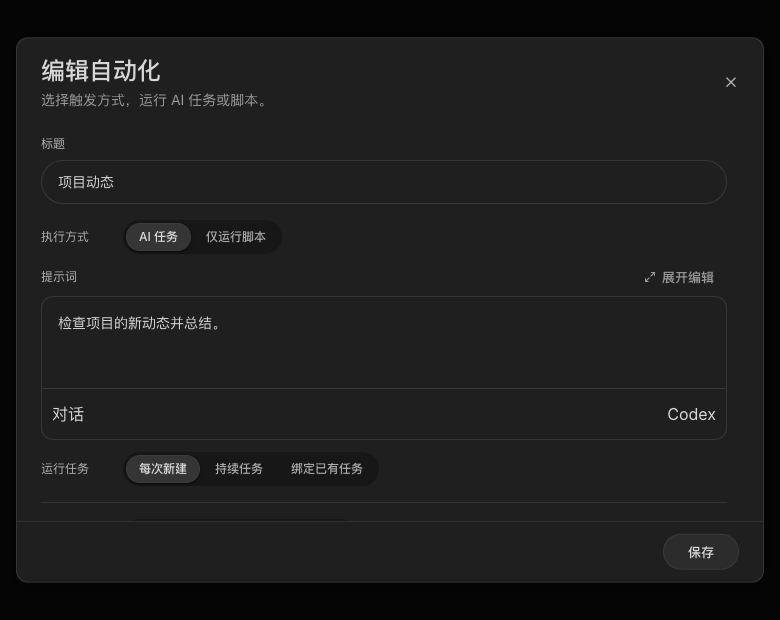 编辑自动化
选择触发方式，运行 AI 任务或脚本。
标题
项目动态
执行方式 AI 任务 仅运行脚本
提示词 展开编辑
检查项目的新动态并总结。
对话 Codex
运行任务 每次新建 持续任务 绑定已有任务
保存